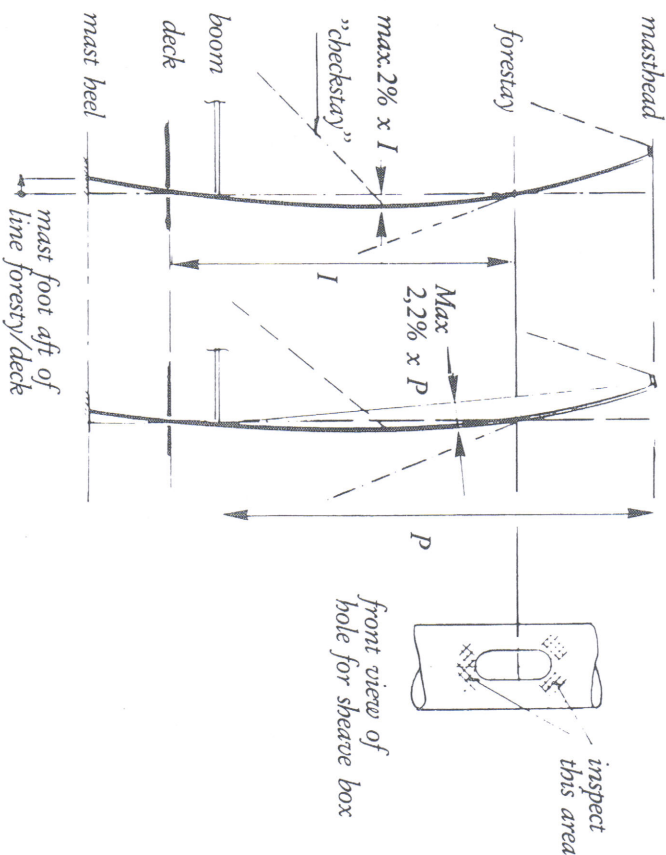 masthead
forestay
max.2% x I
"checkstay"
boom
deck
mast heel
mast foot aft of
line foresty/deck
I
Max
2,2% x P
P
front view of
hole for sheave box
inspect
this area